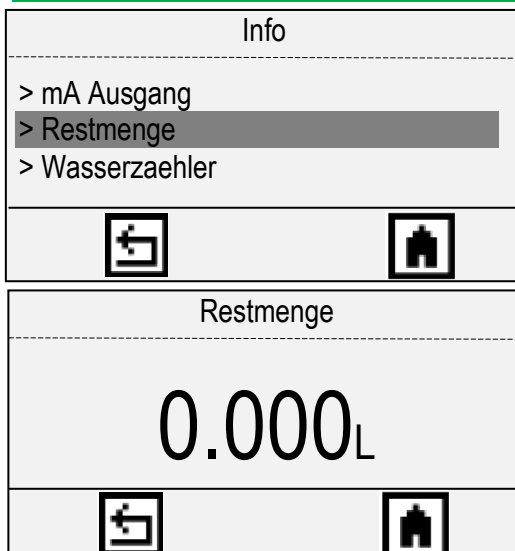 Info
> mA Ausgang
> Restmenge
> Wasserzaehler
Restmenge
0.000L